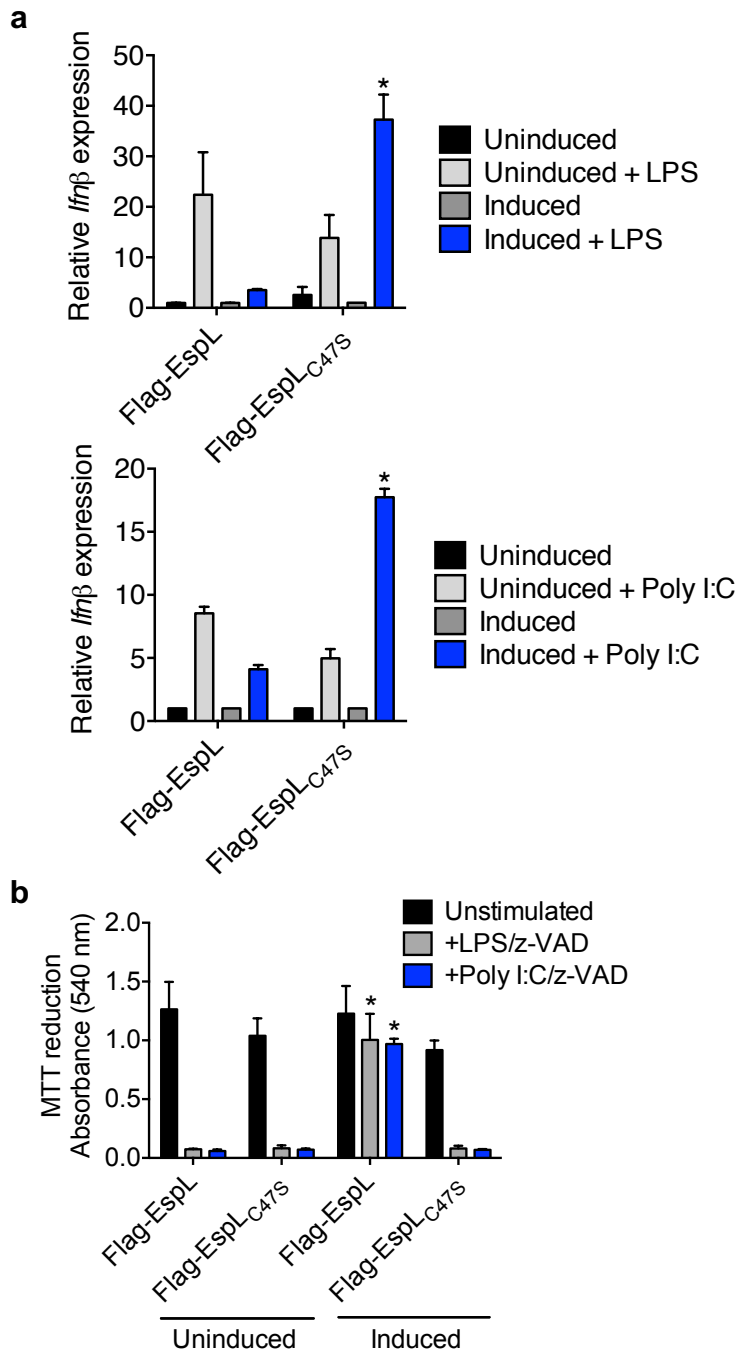 a
Relative Ifnβ expression
50
40
30
20
10
0
*
Flag-EspL
Flag-EspLC47S
Uninduced
Uninduced + LPS
Induced
Induced + LPS
Relative Ifnβ expression
20
15
10
5
0
*
Flag-EspL
Flag-EspLC47S
Uninduced
Uninduced + Poly I:C
Induced
Induced + Poly I:C
b
MTT reduction
Absorbance (540 nm)
2.0
1.5
1.0
0.5
0.0
* *
Unstimulated
+LPS/z-VAD
+Poly I:C/z-VAD
Flag-EspL
Flag-EspLC47S
Flag-EspL
Flag-EspLC47S
Uninduced
Induced